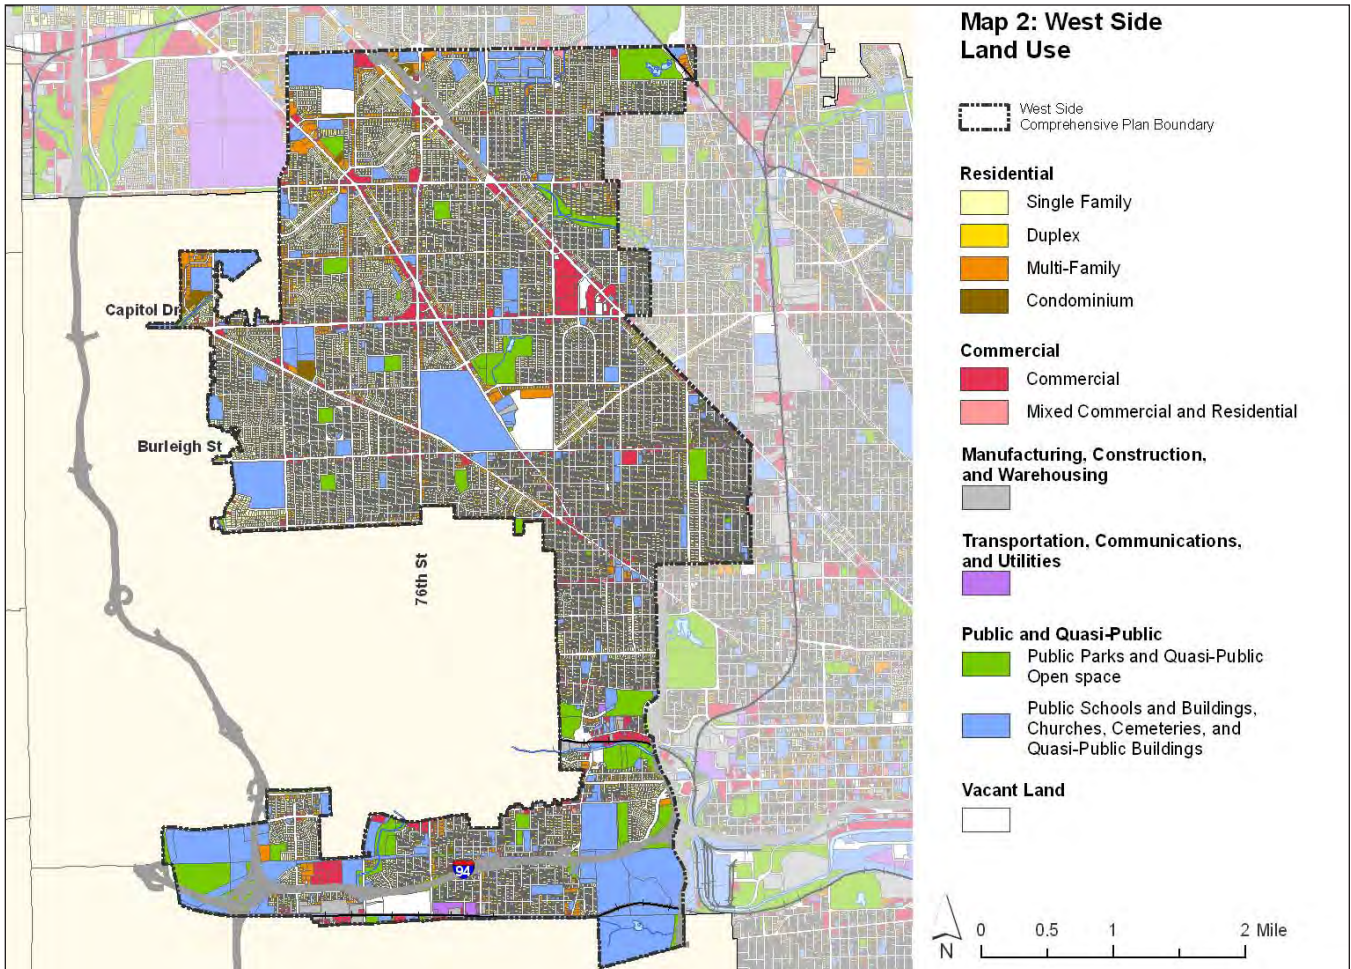 Map 2: West Side
Land Use
West Side
Comprehensive Plan Boundary
Residential
Single Family
Duplex
Multi-Family
Condominium
Commercial
Commercial
Mixed Commercial and Residential
Manufacturing, Construction,
and Warehousing
Transportation, Communications,
and Utilities
Public and Quasi-Public
Public Parks and Quasi-Public
Open space
Public Schools and Buildings,
Churches, Cemeteries, and
Quasi-Public Buildings
Vacant Land
Capitol Dr
Burleigh St
76th St
94
N
0 0.5 1 2 Mile